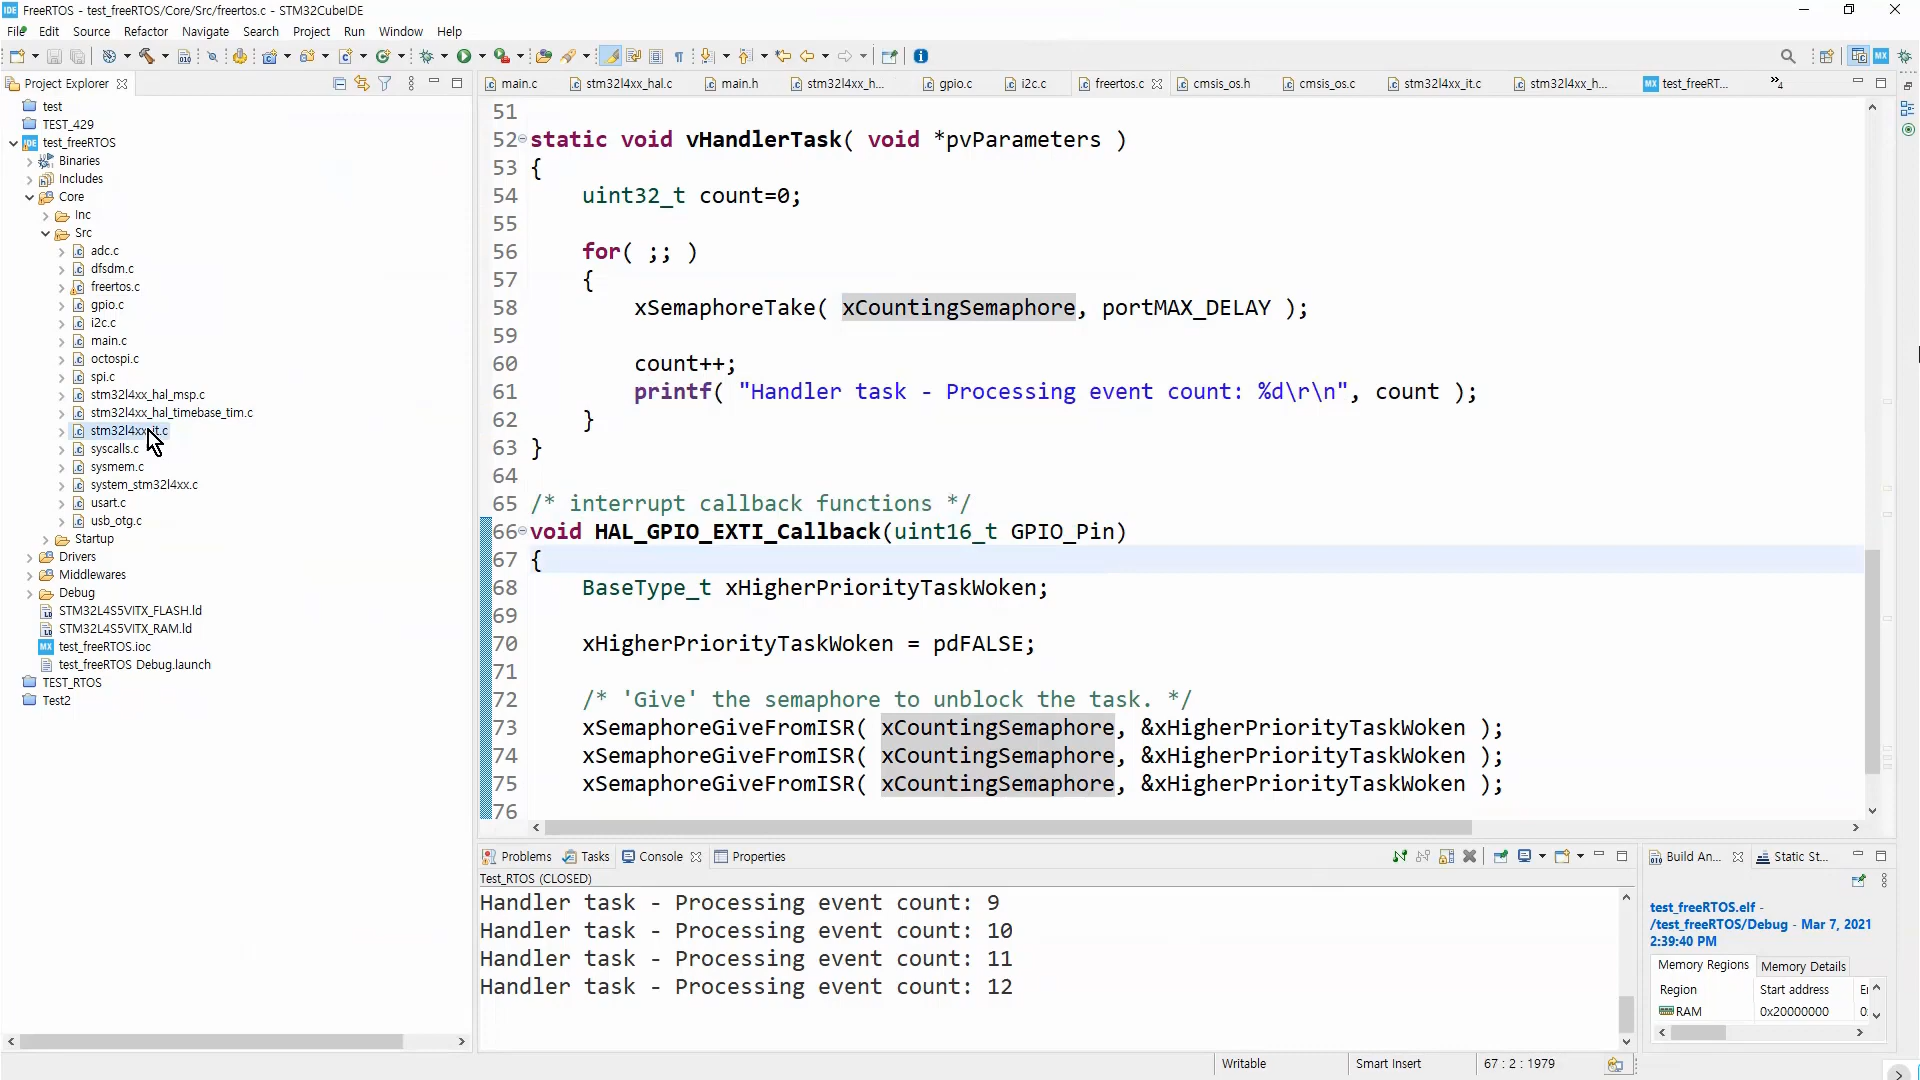 FreeRTOS - test_freeRTOS/Core/Src/freertos.c - STM32CubeIDE
File Edit Source Refactor Navigate Search Project Run Window Help
Project Explorer
main.c stm32l4xx_hal.c main.h stm32l4xx_h... gpio.c i2c.c freertos.c cmsis_os.h cmsis_os.c stm32l4xx_it.c stm32l4xx_h... test_freeRT... »4
test
TEST_429
test_freeRTOS
Binaries
Includes
Core
Inc
Src
adc.c
dfsdm.c
freertos.c
gpio.c
i2c.c
main.c
octospi.c
spi.c
stm32l4xx_hal_msp.c
stm32l4xx_hal_timebase_tim.c
stm32l4xx_it.c
syscalls.c
sysmem.c
system_stm32l4xx.c
usart.c
usb_otg.c
Startup
Drivers
Middlewares
Debug
STM32L4S5VITX_FLASH.ld
STM32L4S5VITX_RAM.ld
test_freeRTOS.ioc
test_freeRTOS Debug.launch
TEST_RTOS
Test2
51
52 static void vHandlerTask( void *pvParameters )
53 {
54 uint32_t count=0;
55
56 for( ;; )
57 {
58 xSemaphoreTake( xCountingSemaphore, portMAX_DELAY );
59
60 count++;
61 printf( "Handler task - Processing event count: %d\r\n", count );
62 }
63 }
64
65 /* interrupt callback functions */
66 void HAL_GPIO_EXTI_Callback(uint16_t GPIO_Pin)
67 {
68 BaseType_t xHigherPriorityTaskWoken;
69
70 xHigherPriorityTaskWoken = pdFALSE;
71
72 /* 'Give' the semaphore to unblock the task. */
73 xSemaphoreGiveFromISR( xCountingSemaphore, &xHigherPriorityTaskWoken );
74 xSemaphoreGiveFromISR( xCountingSemaphore, &xHigherPriorityTaskWoken );
75 xSemaphoreGiveFromISR( xCountingSemaphore, &xHigherPriorityTaskWoken );
76
Problems Tasks Console Properties
Test_RTOS (CLOSED)
Handler task - Processing event count: 9
Handler task - Processing event count: 10
Handler task - Processing event count: 11
Handler task - Processing event count: 12
Build An... Static St...
test_freeRTOS.elf -
/test_freeRTOS/Debug - Mar 7, 2021
2:39:40 PM
Memory Regions Memory Details
Region Start address
RAM 0x20000000
Writable Smart Insert 67 : 2 : 1979